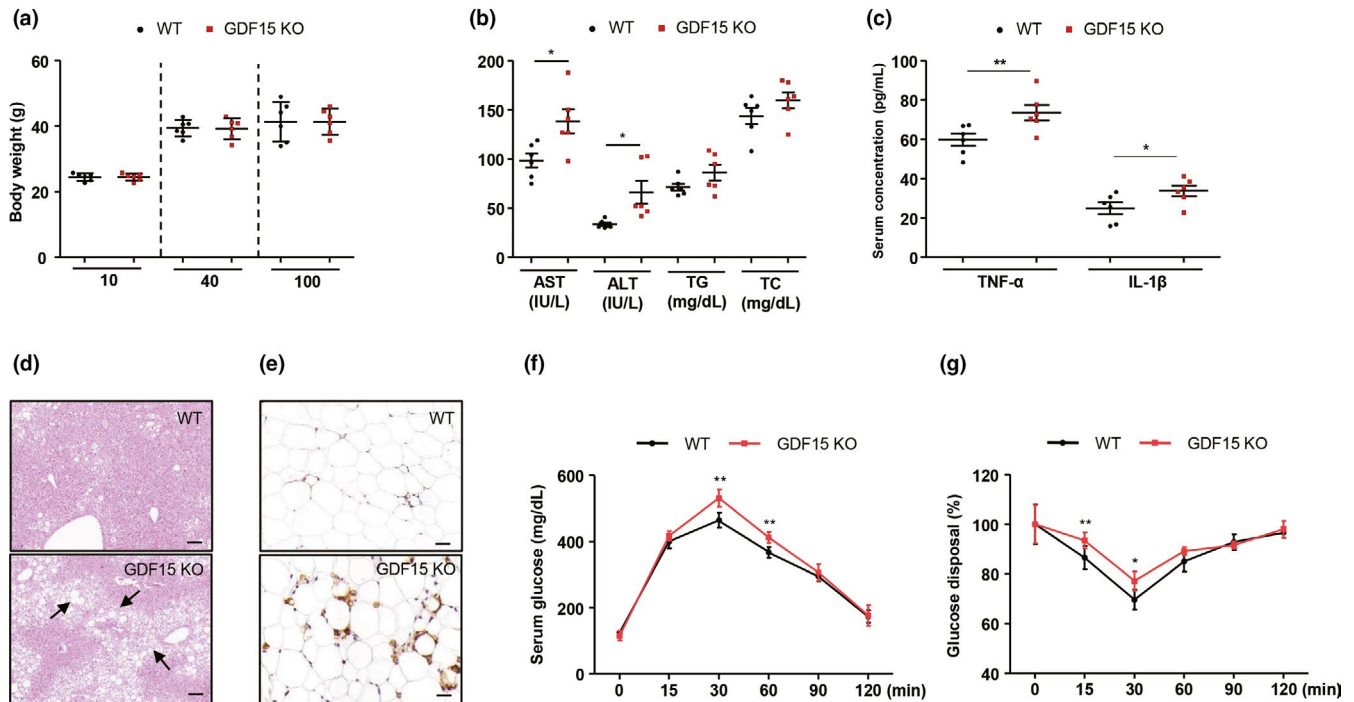 (a)
WT GDF15 KO
Body weight (g)
60
40
20
0
10 40 100
(b)
WT GDF15 KO
200
150
100
50
0
*
*
AST
(IU/L)
ALT
(IU/L)
TG
(mg/dL)
TC
(mg/dL)
(c)
WT GDF15 KO
Serum concentration (pg/mL)
100
80
60
40
20
0
**
*
TNF-α IL-1β
(d)
WT
GDF15 KO
(e)
WT
GDF15 KO
(f)
WT GDF15 KO
Serum glucose (mg/dL)
600
400
200
0
**
**
0 15 30 60 90 120 (min)
(g)
WT GDF15 KO
Glucose disposal (%)
120
100
80
60
40
**
*
0 15 30 60 90 120 (min)